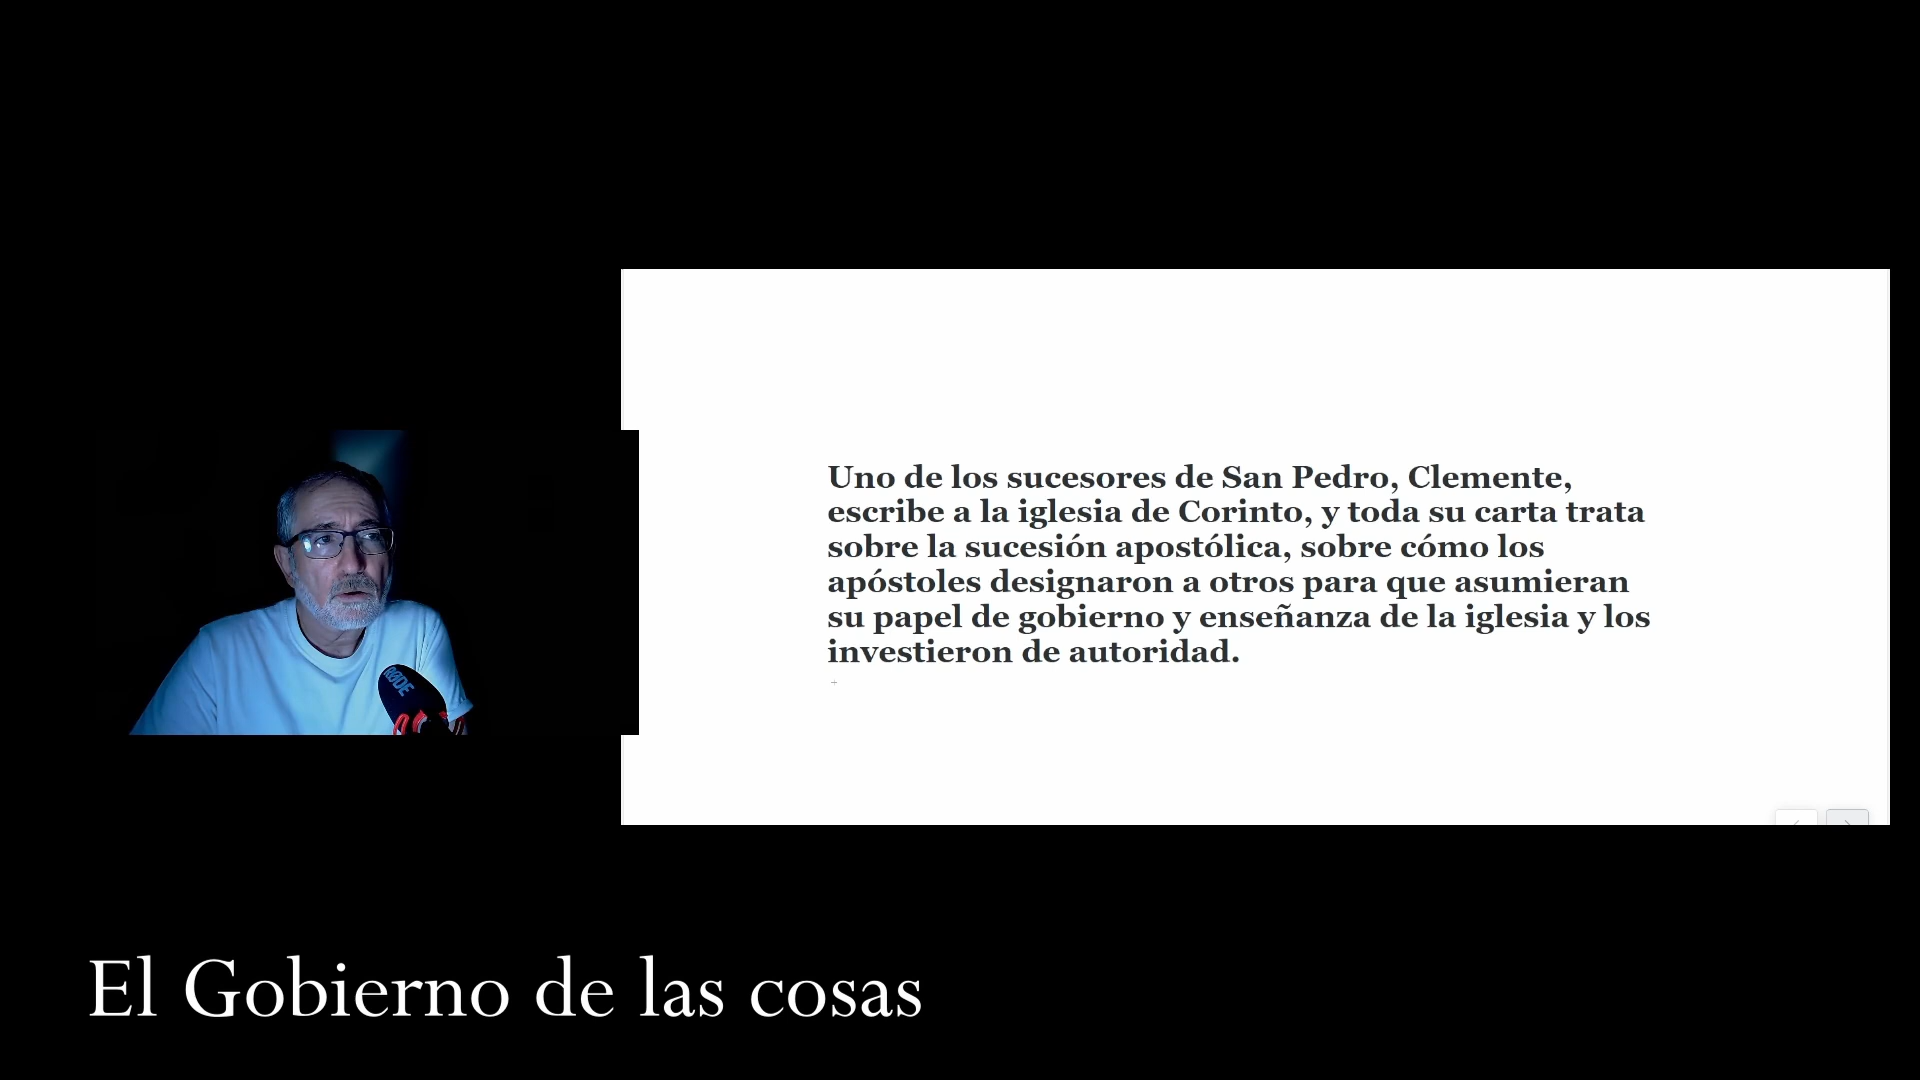 Uno de los sucesores de San Pedro, Clemente,
escribe a la iglesia de Corinto, y toda su carta trata
sobre la sucesión apostólica, sobre cómo los
apóstoles designaron a otros para que asumieran
su papel de gobierno y enseñanza de la iglesia y los
investieron de autoridad.
RØDE
El Gobierno de las cosas